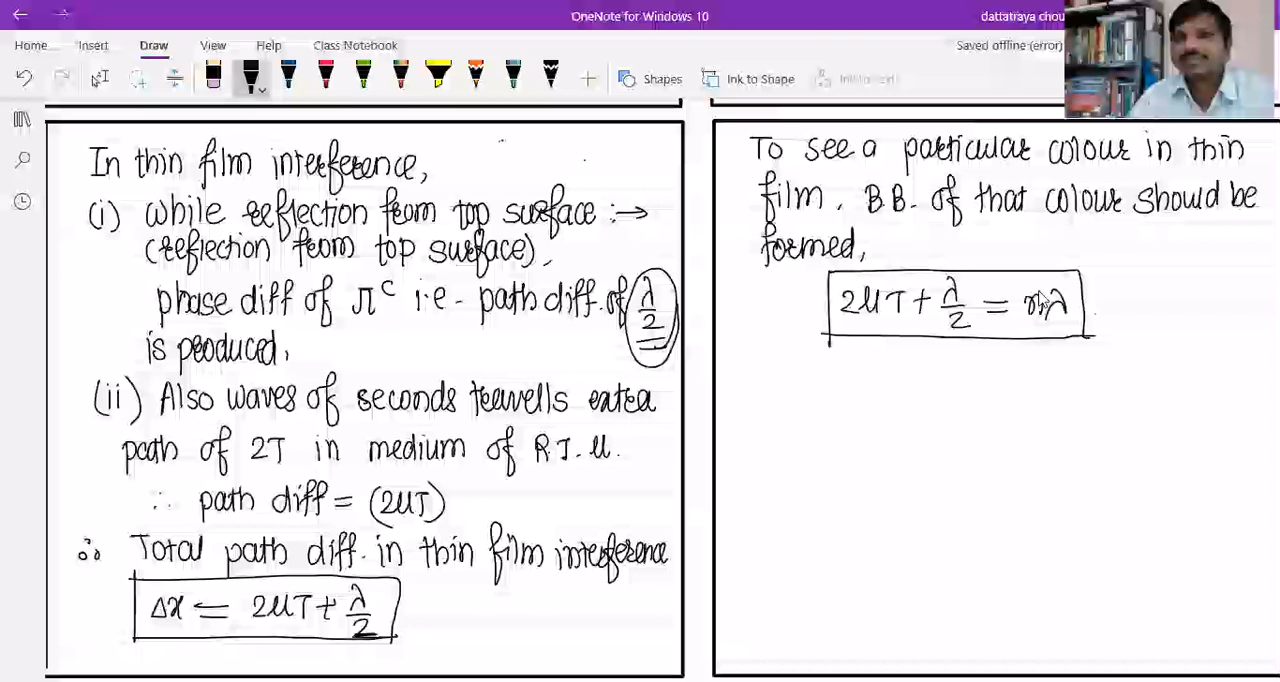 OneNote for Windows 10
dattatraya chou
Home Insert Draw View Help Class Notebook
Saved offline (error)
Shapes Ink to Shape
In thin film interference,
(i) while reflection from top surface :→
(reflection from top surface),
phase diff of πᶜ i.e- path diff. of λ/2
is produced,
(ii) Also waves of seconds travells extra
path of 2T in medium of R.I. μ.
∴ path diff = (2μT)
∴ Total path diff. in thin film interference
Δx = 2μT + λ/2
To see a particular colour in thin
film, B.B. of that colour should be
formed,
2μT + λ/2 = nλ